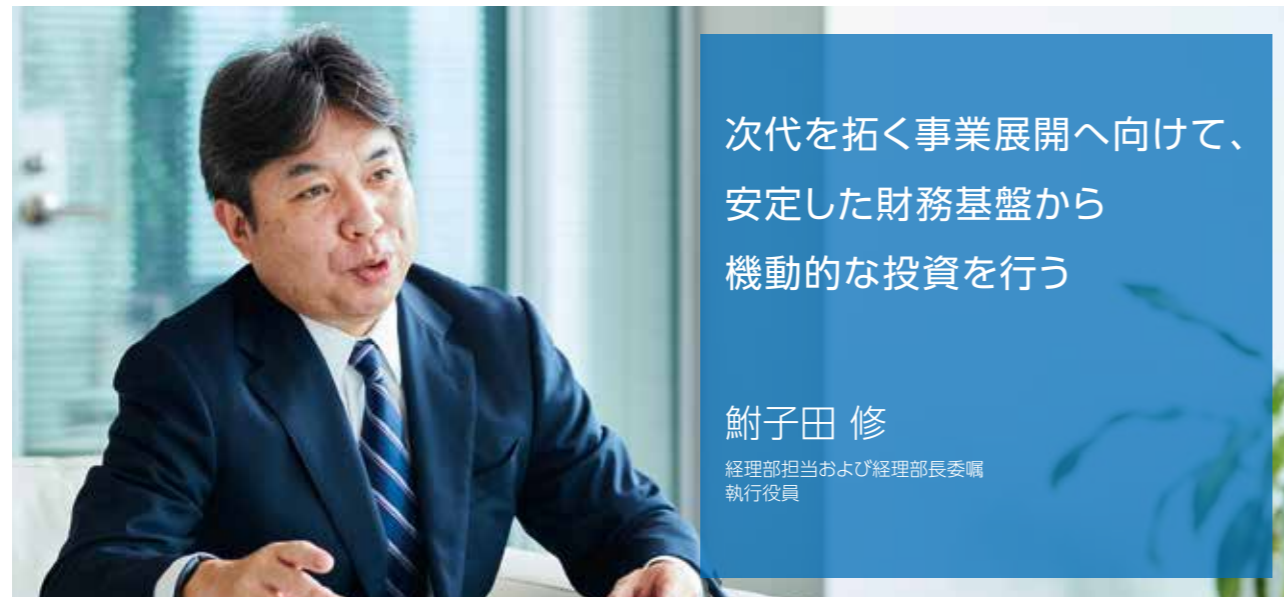 次代を拓く事業展開へ向けて、
安定した財務基盤から
機動的な投資を行う
鮒子田 修
経理部担当および経理部長委嘱
執行役員